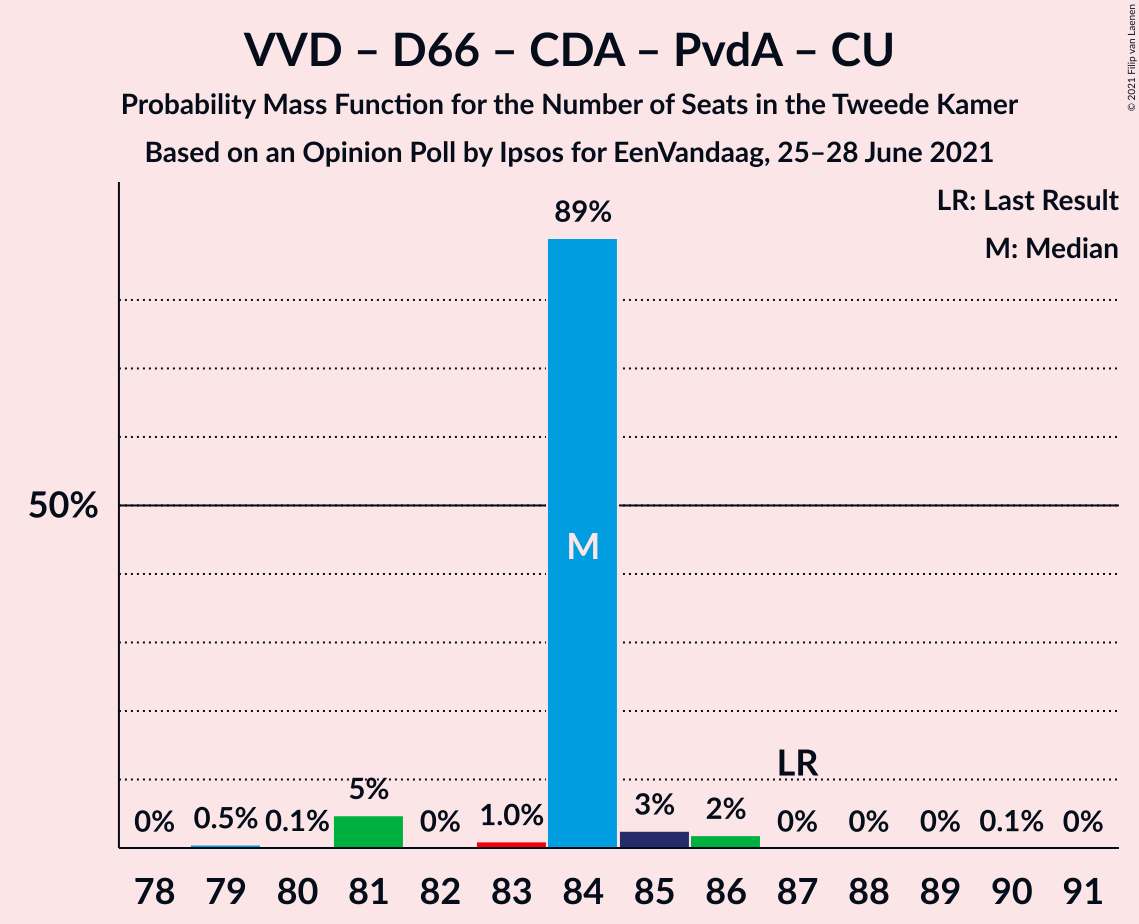 VVD – D66 – CDA – PvdA – CU
Probability Mass Function for the Number of Seats in the Tweede Kamer
Based on an Opinion Poll by Ipsos for EenVandaag, 25–28 June 2021
© 2021 Filip van Laenen
LR: Last Result
M: Median
89%
50%
M
LR
0% 0.5% 0.1% 5% 0% 1.0% 3% 2% 0% 0% 0% 0.1% 0%
78 79 80 81 82 83 84 85 86 87 88 89 90 91